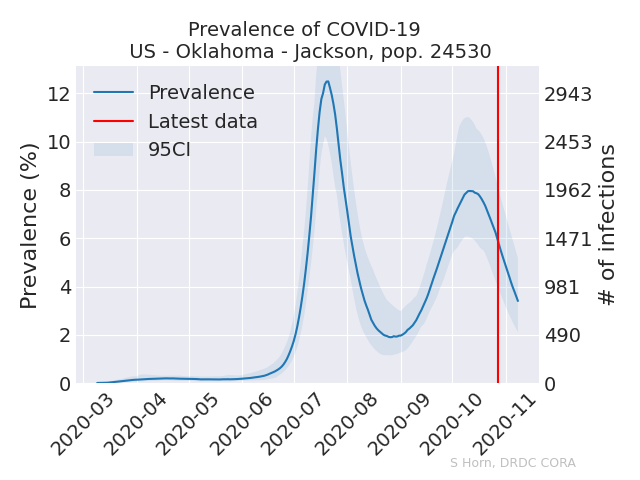 Prevalence of COVID-19
US - Oklahoma - Jackson, pop. 24530
Prevalence
Latest data
95CI
Prevalence (%)
12
10
8
6
4
2
0
2943
2453
1962
1471
981
490
0
# of infections
2020-03
2020-04
2020-05
2020-06
2020-07
2020-08
2020-09
2020-10
2020-11
S Horn, DRDC CORA